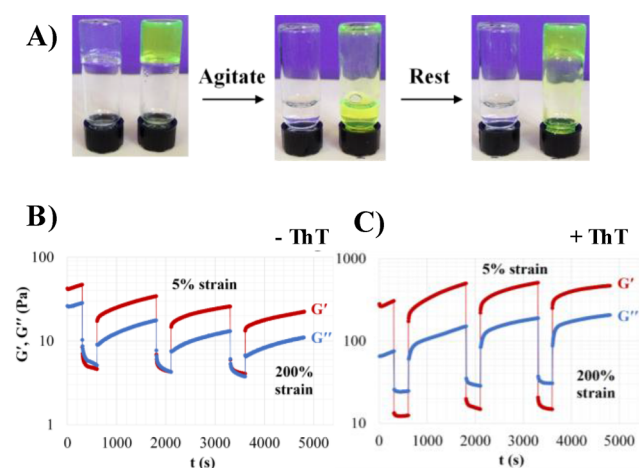 A)
Agitate
Rest
B)
- ThT
C)
+ ThT
G', G'' (Pa)
100
10
1
5% strain
G'
G''
200%
strain
0 1000 2000 3000 4000 5000
t (s)
1000
100
10
5% strain
G'
G''
200%
strain
0 1000 2000 3000 4000 5000
t (s)